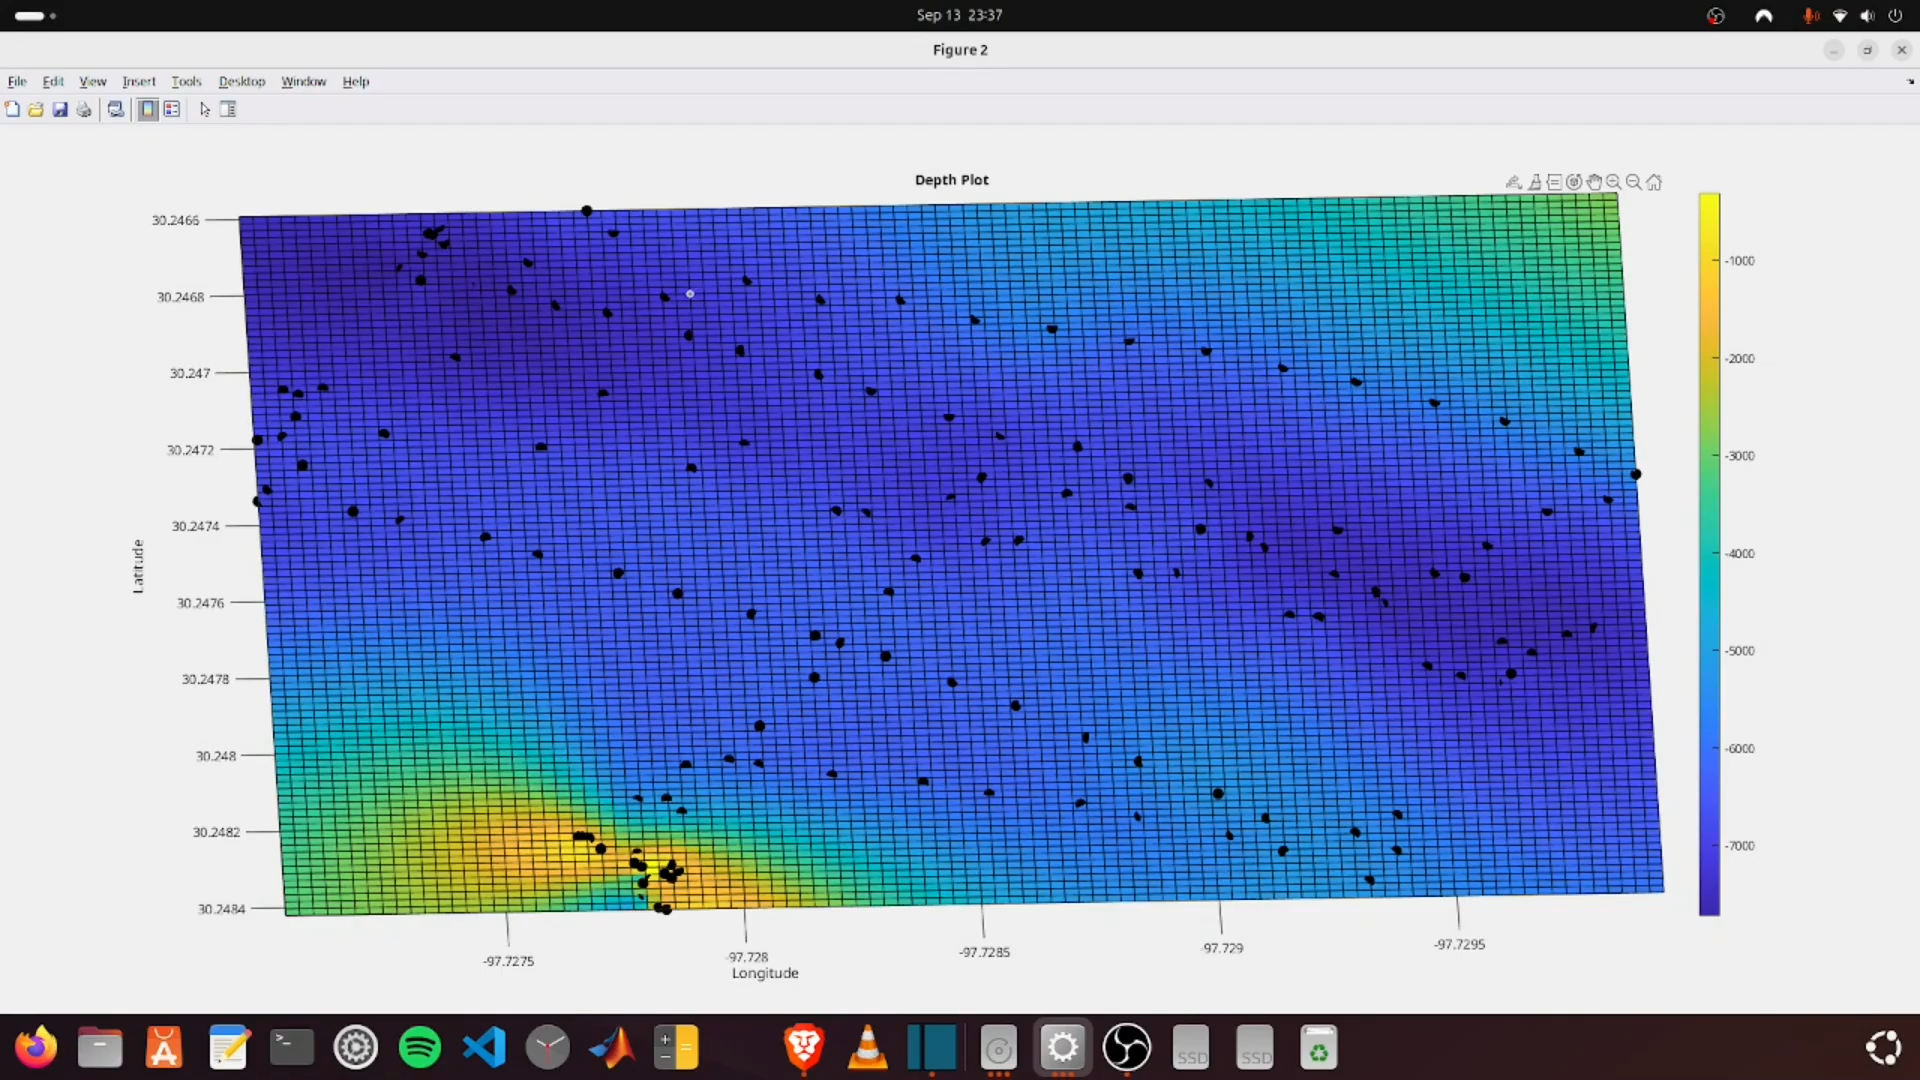 Sep 13 23:37
Figure 2
File Edit View Insert Tools Desktop Window Help
Depth Plot
30.2466
30.2468
30.247
30.2472
30.2474
30.2476
30.2478
30.248
30.2482
30.2484
Latitude
-97.7275
-97.728
-97.7285
-97.729
-97.7295
Longitude
-1000
-2000
-3000
-4000
-5000
-6000
-7000
SSD
SSD